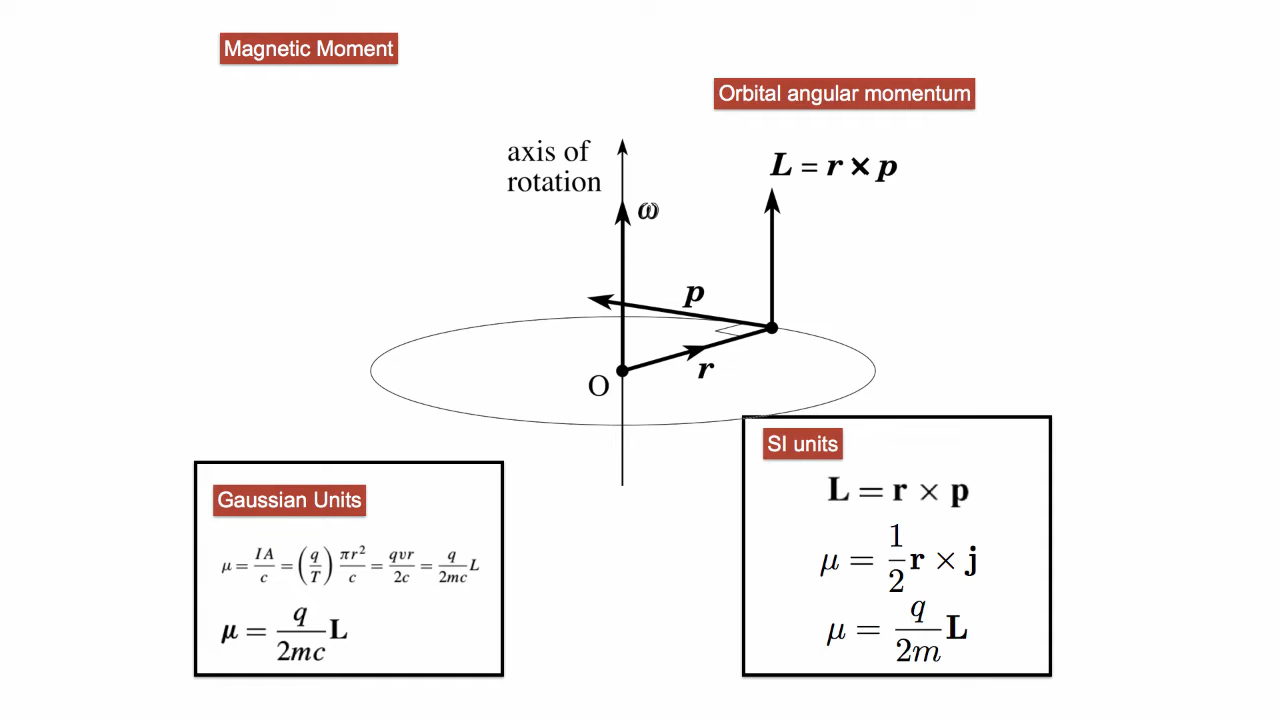 Magnetic Moment
Orbital angular momentum
axis of
rotation
L = r × p
ω
p
r
O
SI units
L = r × p
μ = 1/2 r × j
μ = q/2m L
Gaussian Units
μ = IA/c = (q/T) πr²/c = qvr/2c = q/2mc L
μ = q/2mc L